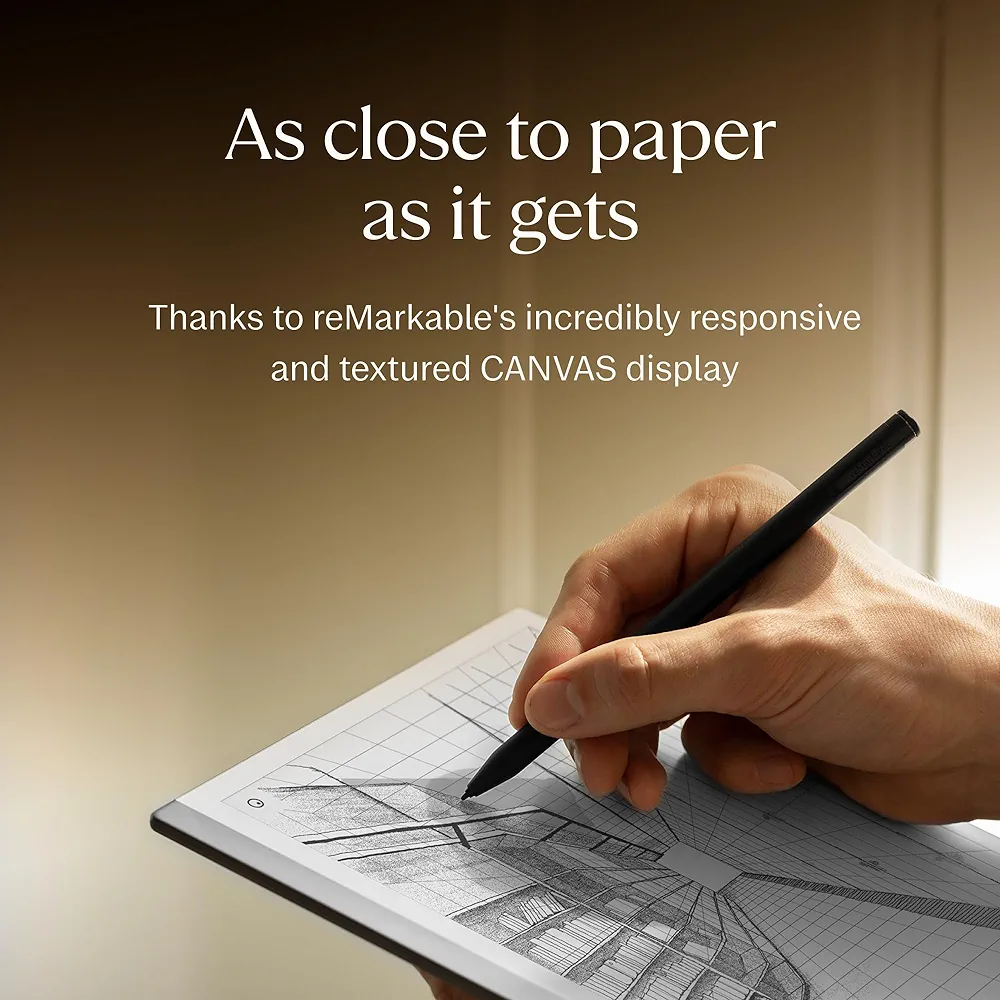 As close to paper
as it gets
Thanks to reMarkable's incredibly responsive
and textured CANVAS display